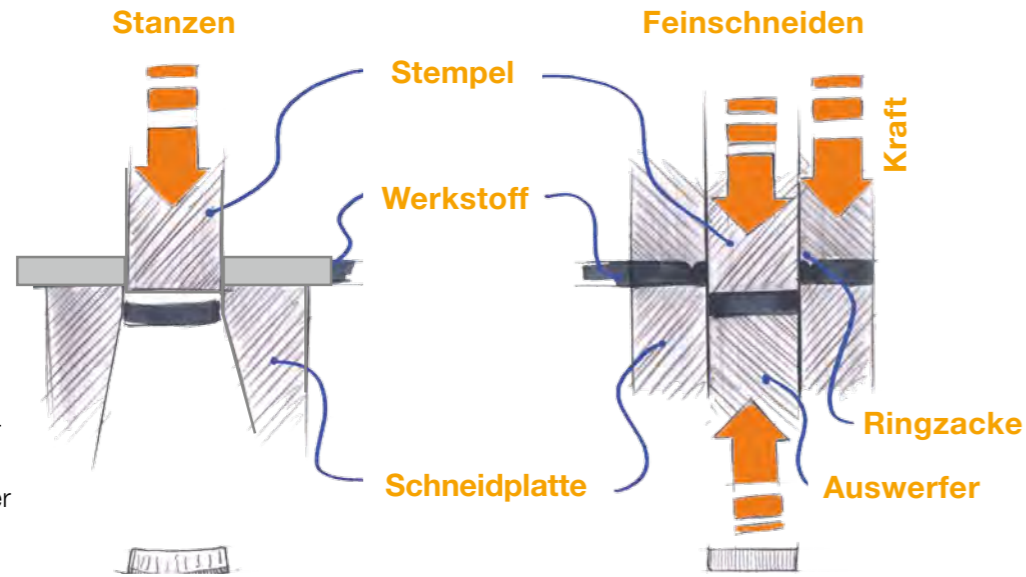 Stanzen
Feinschneiden
Stempel
Kraft
Werkstoff
Ringzacke
Schneidplatte
Auswerfer